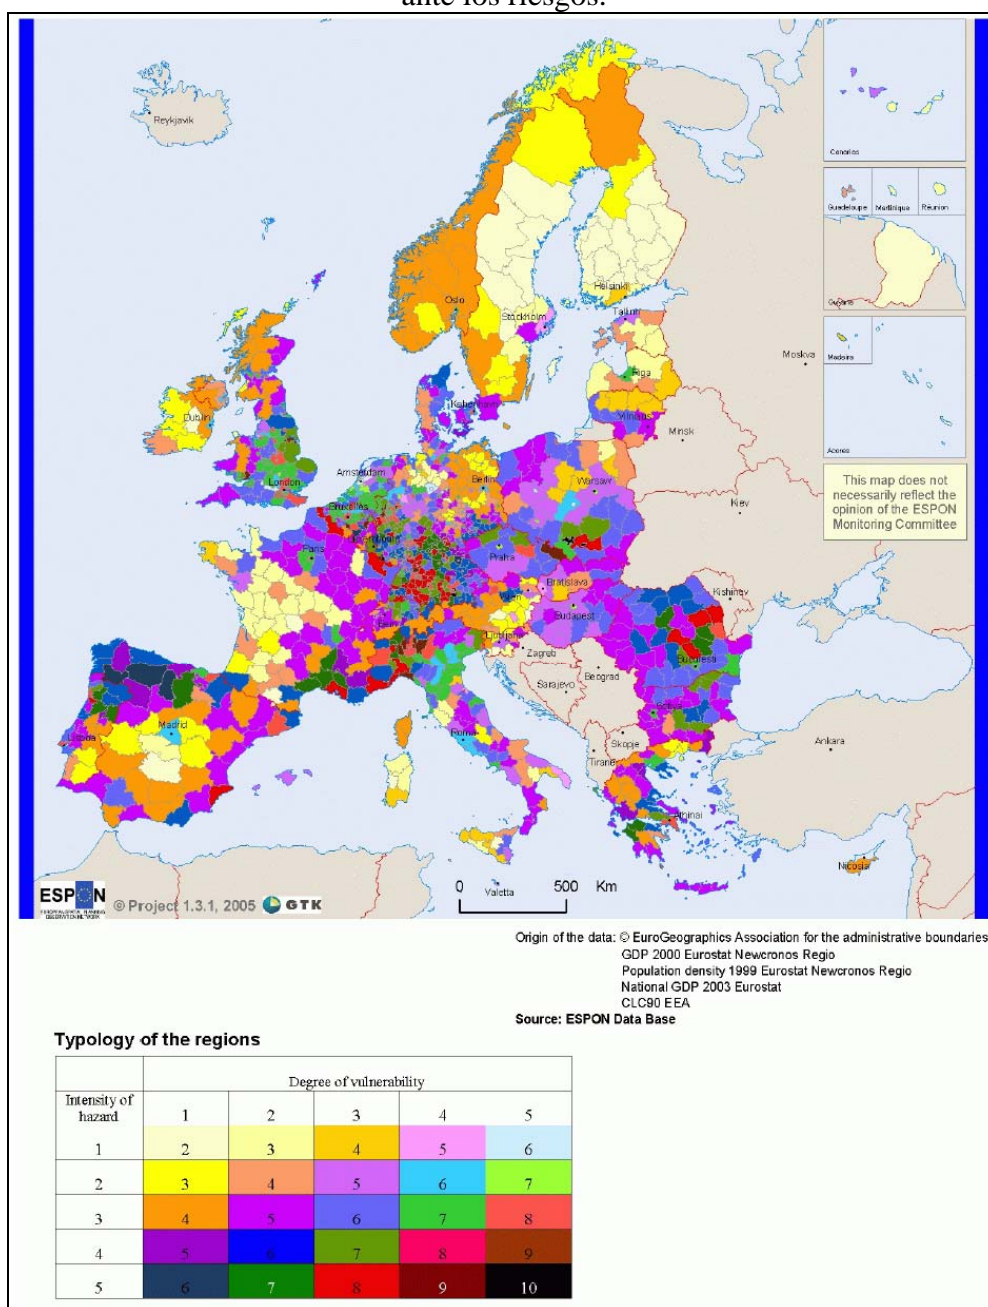 ante los riesgos.
Reykjavik
Canarias
Guadeloupe Martinique Réunion
Guyane
Madeira
Acores
This map does not
necessarily reflect the
opinion of the ESPON
Monitoring Committee
Oslo
Helsinki
Stockholm
Tallinn
Riga
Moskva
Vilnius
Minsk
Dublin
København
London
Amsterdam
Berlin
Warsaw
Kiev
Bruxelles
Paris
Praha
Wien
Bratislava
Kishinev
Budapest
Bern
Ljubljana
Zagreb
Beograd
Bucuresti
Sarajevo
Sofiya
Madrid
Lisboa
Roma
Skopje
Tirane
Ankara
Athinai
Nicosia
Valetta
0 500 Km
ESPON
© Project 1.3.1, 2005 GTK
Origin of the data: © EuroGeographics Association for the administrative boundaries
GDP 2000 Eurostat Newcronos Regio
Population density 1999 Eurostat Newcronos Regio
National GDP 2003 Eurostat
CLC90 EEA
Source: ESPON Data Base
Typology of the regions
Degree of vulnerability
Intensity of
hazard 1 2 3 4 5
1 2 3 4 5 6
2 3 4 5 6 7
3 4 5 6 7 8
4 5 6 7 8 9
5 6 7 8 9 10